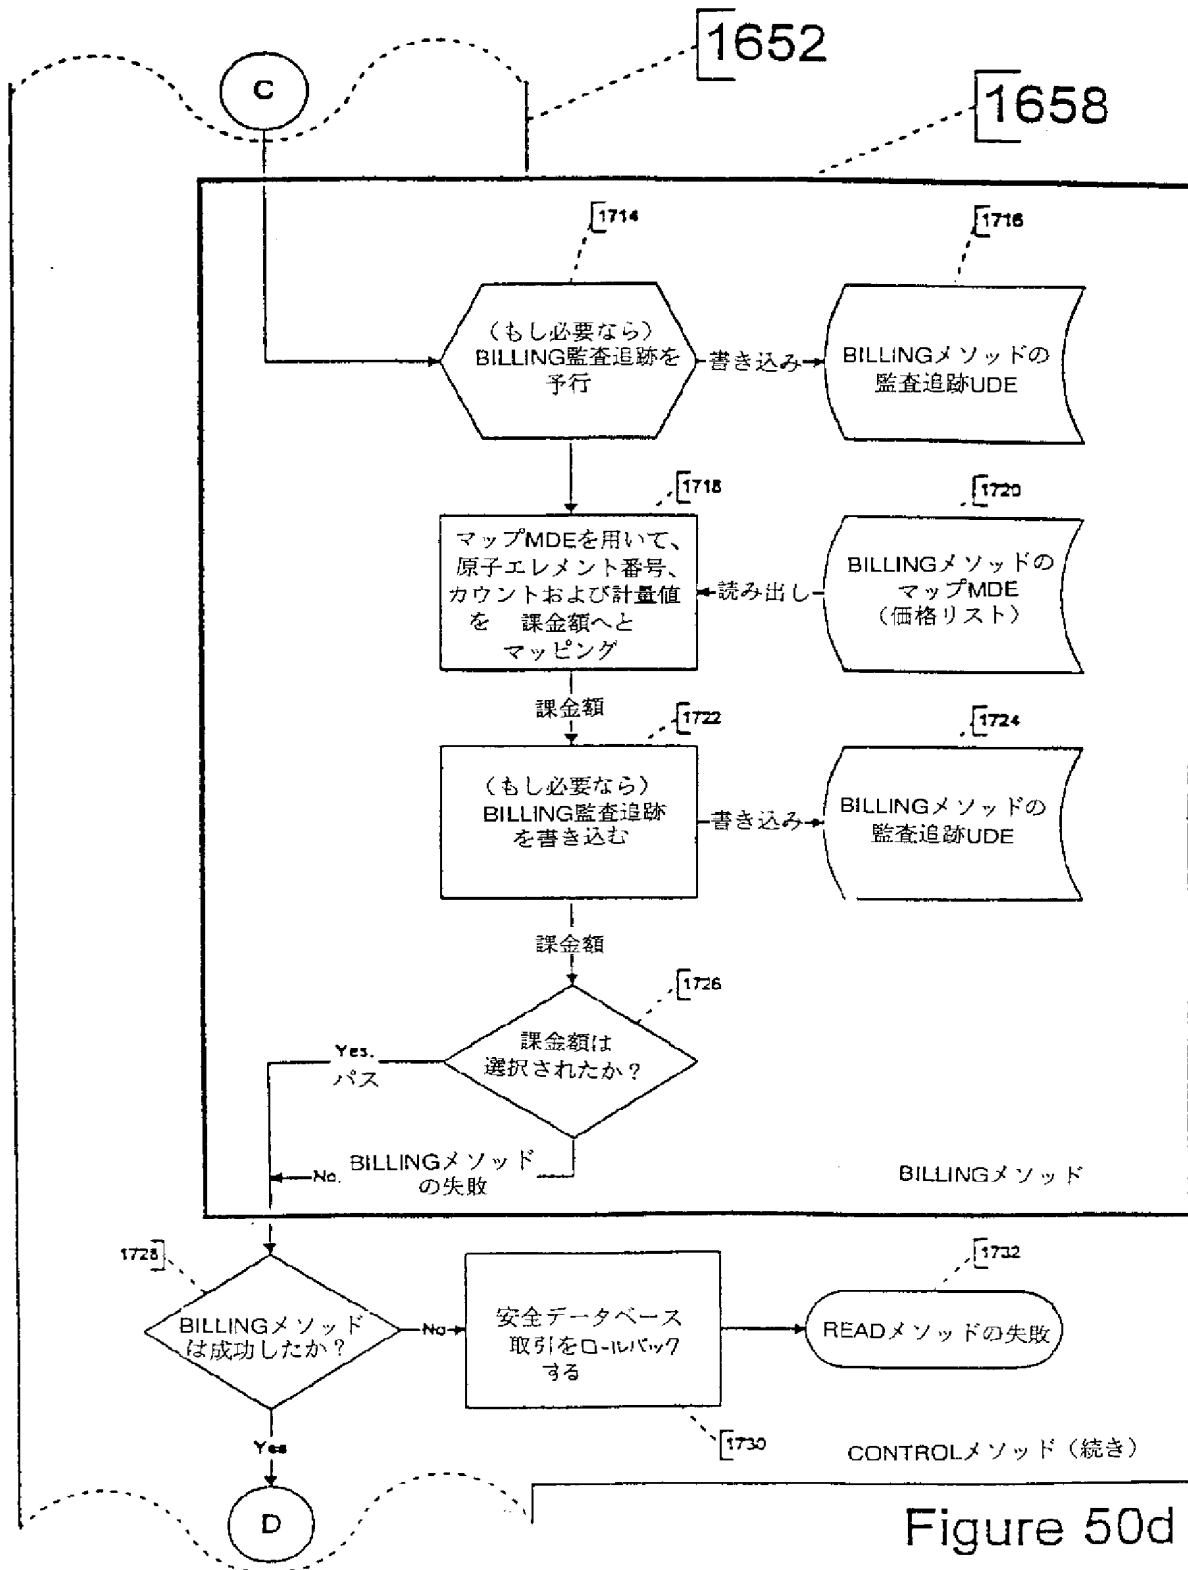 1652
C
1658
1714
1716
(もし必要なら)
BILLING監査追跡を
予行
書き込み
BILLINGメソッドの
監査追跡UDE
1718
1720
マップMDEを用いて、
原子エレメント番号、
カウントおよび計量値
を 課金額へと
マッピング
読み出し
BILLINGメソッドの
マップMDE
(価格リスト)
課金額
1722
1724
(もし必要なら)
BILLING監査追跡
を書き込む
書き込み
BILLINGメソッドの
監査追跡UDE
課金額
1726
課金額は
選択されたか?
Yes.
パス
No.
BILLINGメソッド
の失敗
BILLINGメソッド
1728
1732
BILLINGメソッド
は成功したか?
No
安全データベース
取引をロールバック
する
READメソッドの失敗
1730
Yes
CONTROLメソッド(続き)
D
Figure 50d